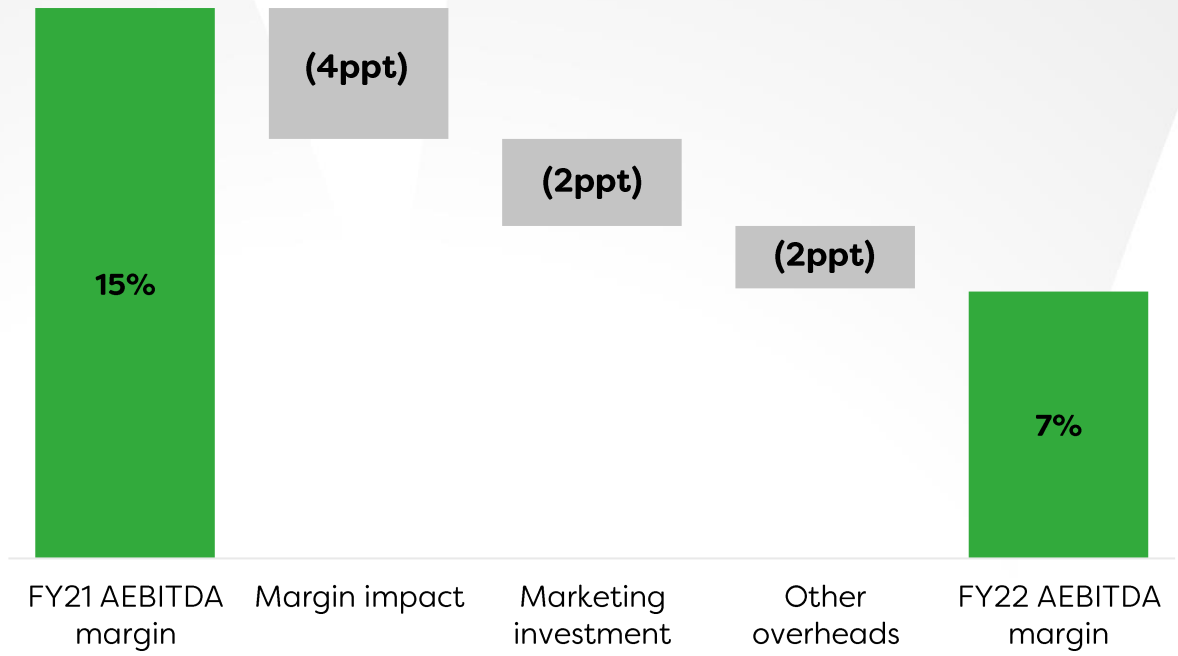 (4ppt)
(2ppt)
(2ppt)
15%
7%
FY21 AEBITDA
margin
Margin impact
Marketing
investment
Other
overheads
FY22 AEBITDA
margin